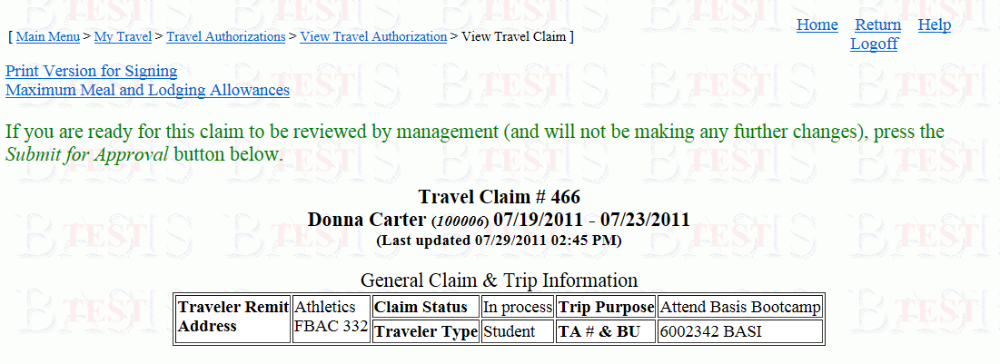 Home Return Help
Logoff
[ Main Menu > My Travel > Travel Authorizations > View Travel Authorization > View Travel Claim ]
Print Version for Signing
Maximum Meal and Lodging Allowances
If you are ready for this claim to be reviewed by management (and will not be making any further changes), press the
Submit for Approval button below.
Travel Claim # 466
Donna Carter (100006) 07/19/2011 - 07/23/2011
(Last updated 07/29/2011 02:45 PM)
General Claim & Trip Information
Traveler Remit Address Athletics FBAC 332 Claim Status In process Trip Purpose Attend Basis Bootcamp
Traveler Type Student TA # & BU 6002342 BASI